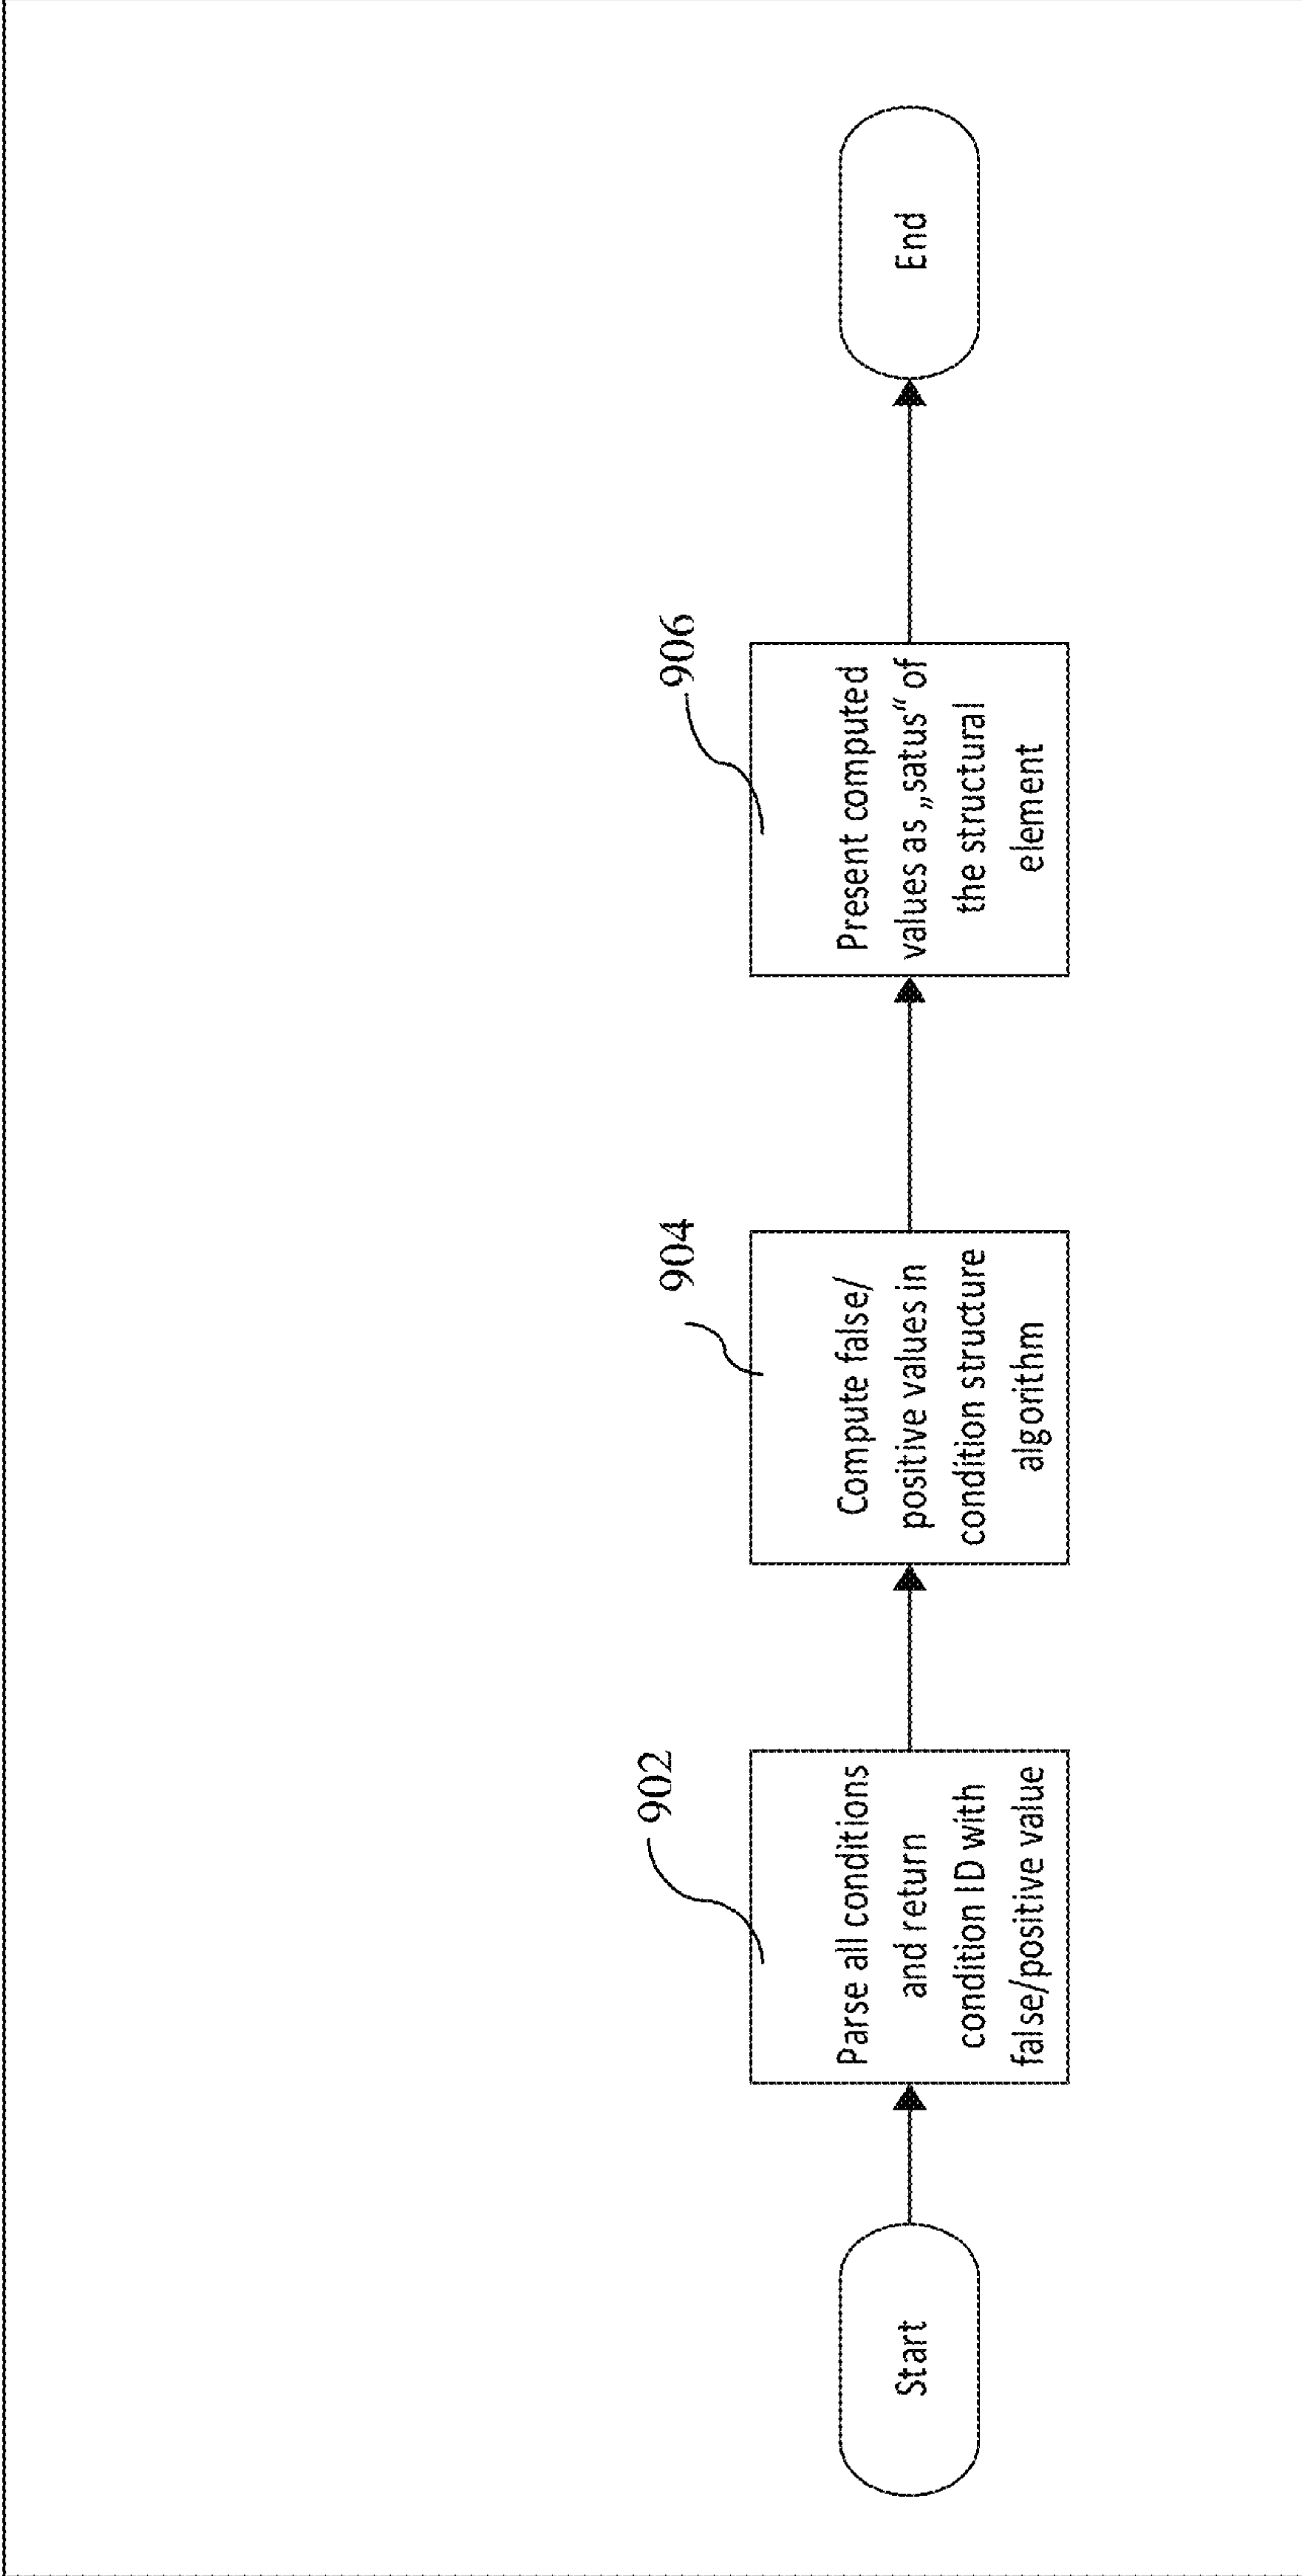 Start
902
Parse all conditions
and return
condition ID with
false/positive value
904
Compute false/
positive values in
condition structure
algorithm
906
Present computed
values as „satus“ of
the structural
element
End